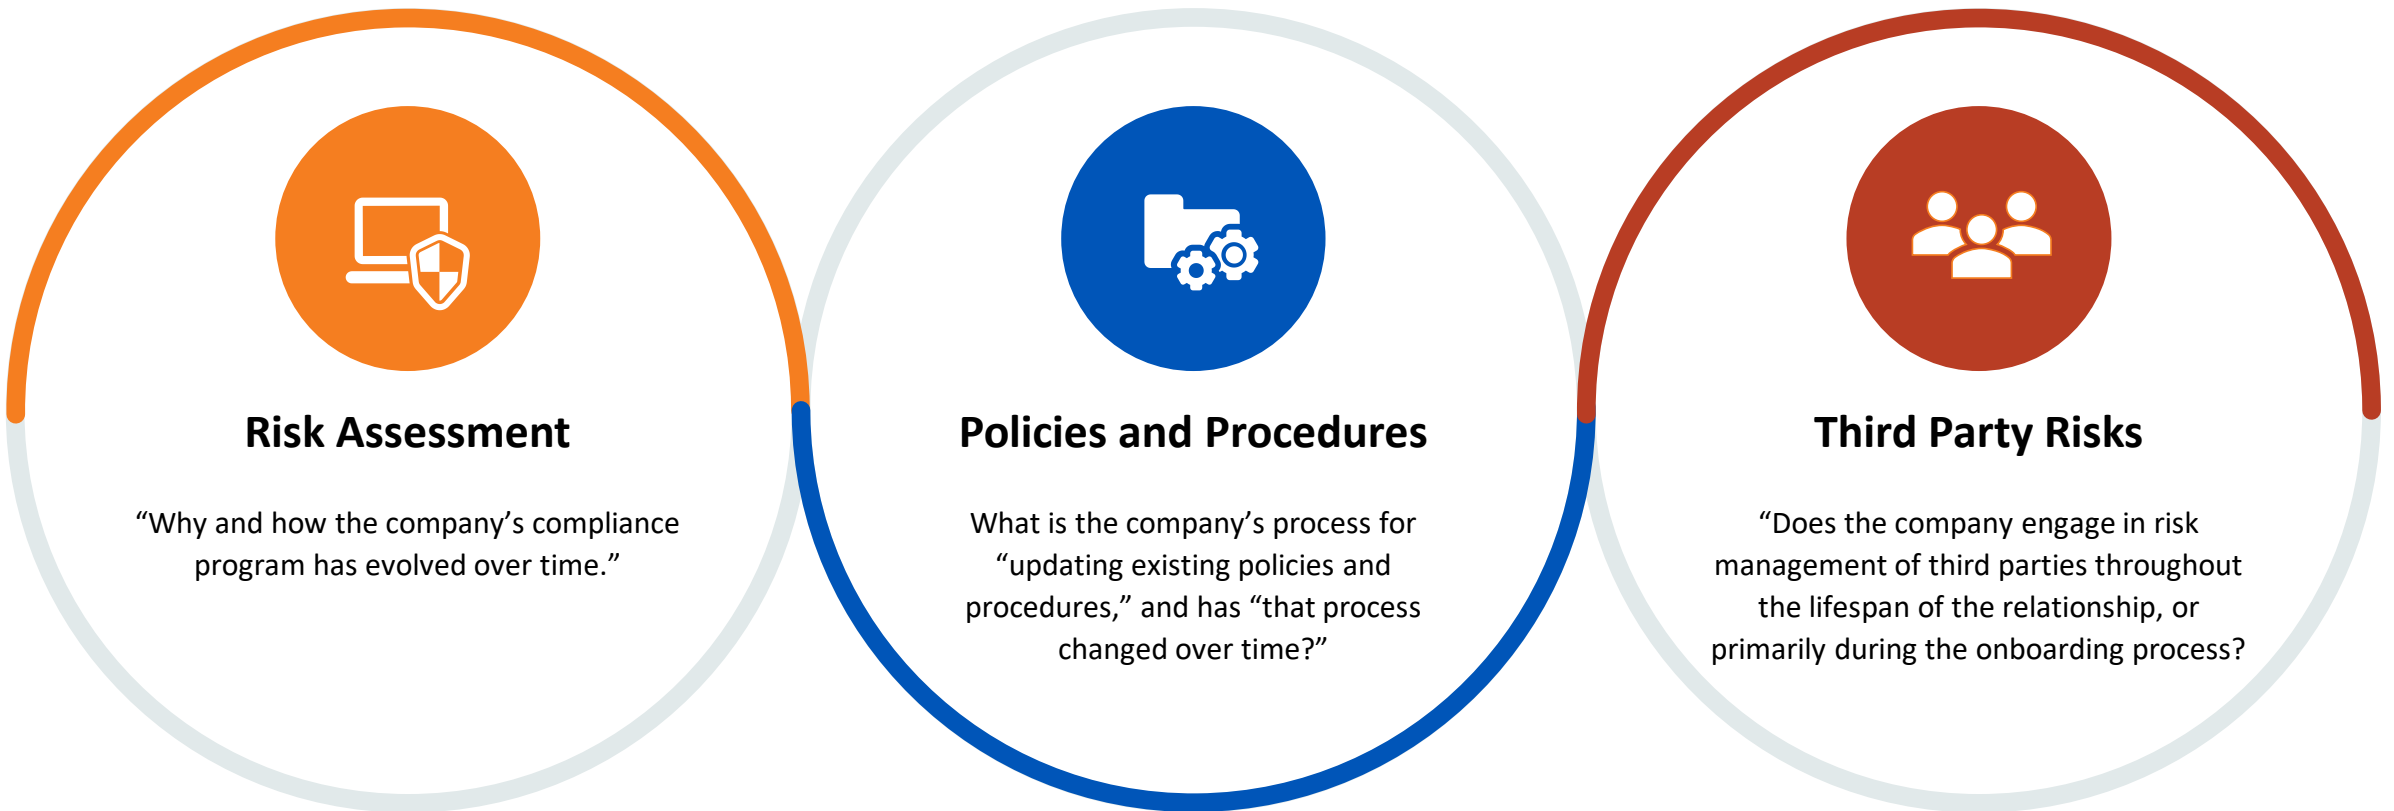 Risk Assessment
“Why and how the company’s compliance
program has evolved over time.”
Policies and Procedures
What is the company’s process for
“updating existing policies and
procedures,” and has “that process
changed over time?”
Third Party Risks
“Does the company engage in risk
management of third parties throughout
the lifespan of the relationship, or
primarily during the onboarding process?